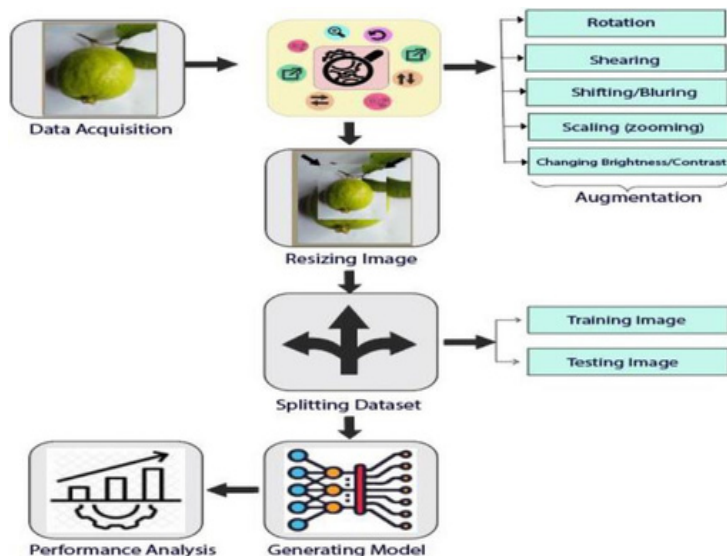 Rotation
Shearing
Shifting/Bluring
Scaling (zooming)
Changing Brightness/Contrast
Data Acquisition
Augmentation
Resizing Image
Training Image
Testing Image
Splitting Dataset
Performance Analysis
Generating Model